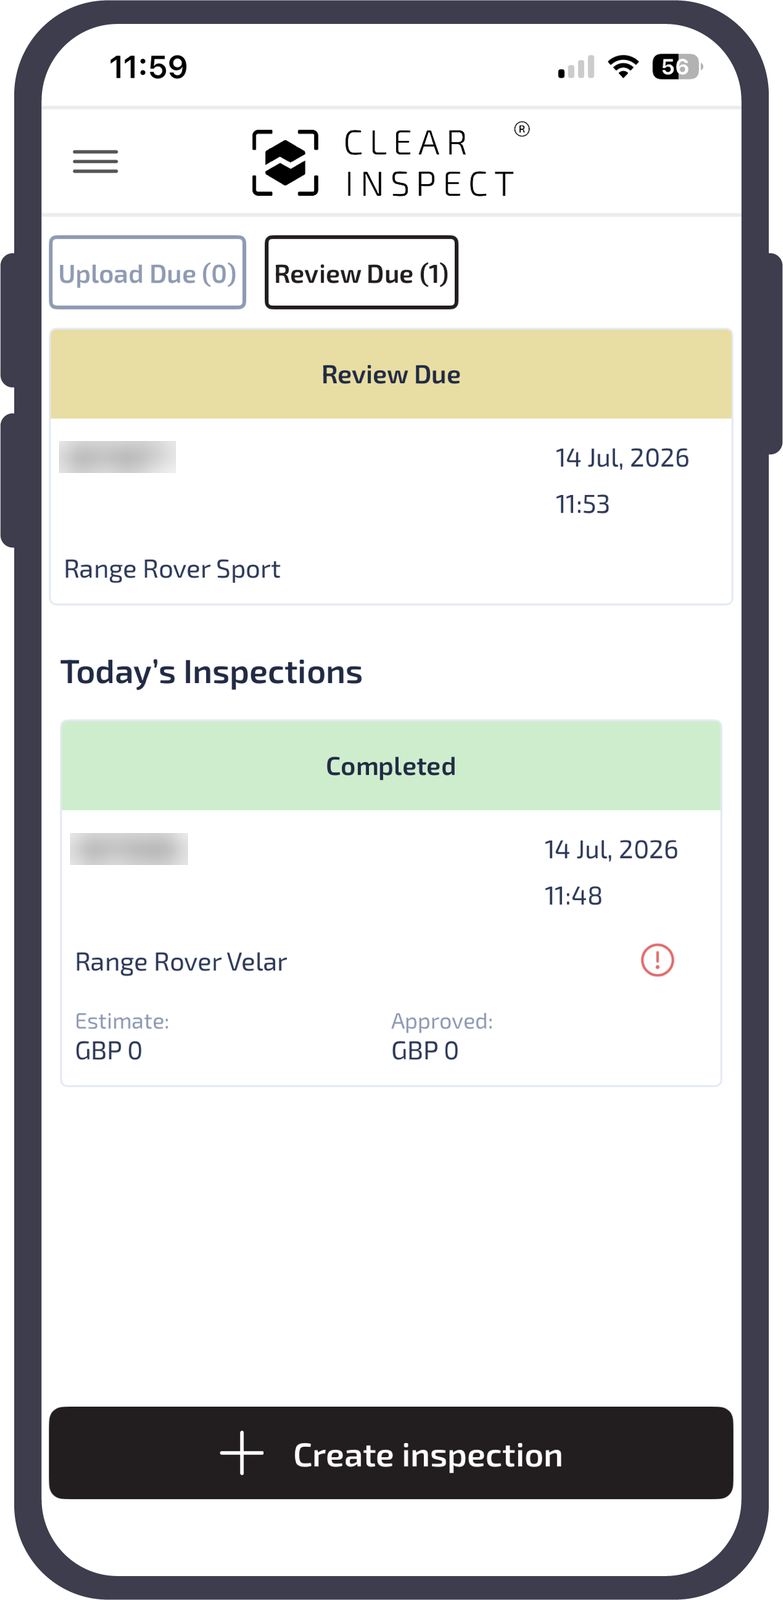 11:59
56
CLEAR
INSPECT
®
Upload Due (0)
Review Due (1)
Review Due
14 Jul, 2026
11:53
Range Rover Sport
Today's Inspections
Completed
14 Jul, 2026
11:48
Range Rover Velar
Estimate:
Approved:
GBP 0
GBP 0
Create inspection